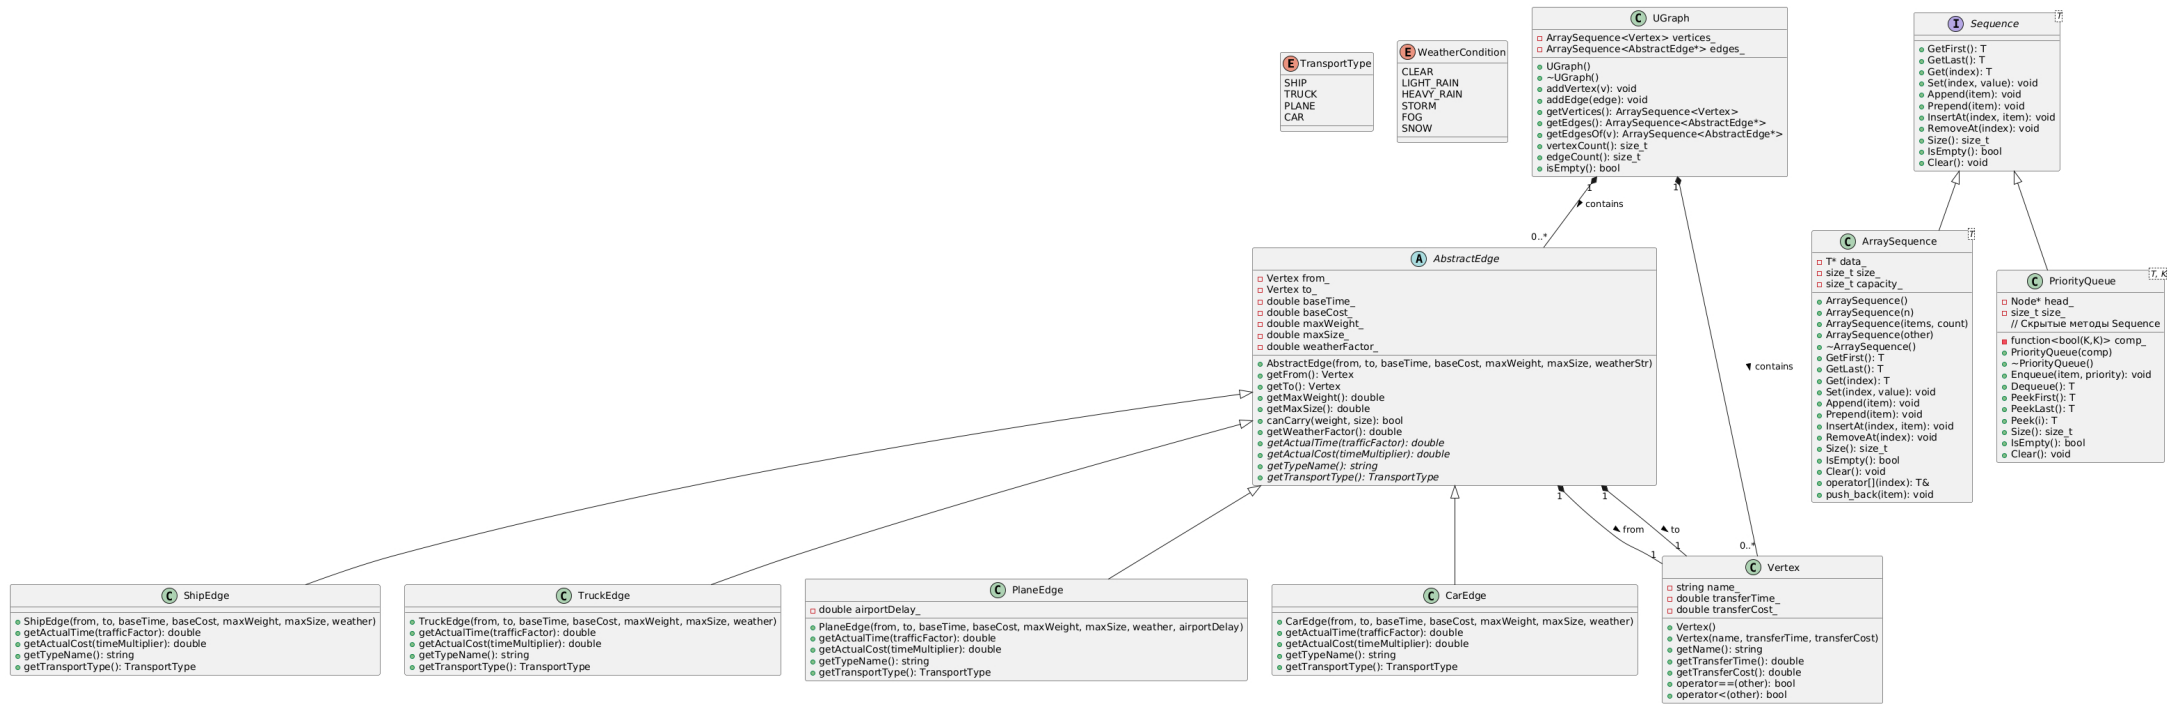 TransportType
SHIP
TRUCK
PLANE
CAR
WeatherCondition
CLEAR
LIGHT_RAIN
HEAVY_RAIN
STORM
FOG
SNOW
UGraph
ArraySequence<Vertex> vertices_
ArraySequence<AbstractEdge*> edges_
UGraph()
~UGraph()
addVertex(v): void
addEdge(edge): void
getVertices(): ArraySequence<Vertex>
getEdges(): ArraySequence<AbstractEdge*>
getEdgesOf(v): ArraySequence<AbstractEdge*>
vertexCount(): size_t
edgeCount(): size_t
isEmpty(): bool
Sequence
T
GetFirst(): T
GetLast(): T
Get(index): T
Set(index, value): void
Append(item): void
Prepend(item): void
InsertAt(index, item): void
RemoveAt(index): void
Size(): size_t
IsEmpty(): bool
Clear(): void
1
contains
0..*
1
contains
0..*
AbstractEdge
Vertex from_
Vertex to_
double baseTime_
double baseCost_
double maxWeight_
double maxSize_
double weatherFactor_
AbstractEdge(from, to, baseTime, baseCost, maxWeight, maxSize, weatherStr)
getFrom(): Vertex
getTo(): Vertex
getMaxWeight(): double
getMaxSize(): double
canCarry(weight, size): bool
getWeatherFactor(): double
getActualTime(trafficFactor): double
getActualCost(timeMultiplier): double
getTypeName(): string
getTransportType(): TransportType
ArraySequence
T
T* data_
size_t size_
size_t capacity_
ArraySequence()
ArraySequence(n)
ArraySequence(items, count)
ArraySequence(other)
~ArraySequence()
GetFirst(): T
GetLast(): T
Get(index): T
Set(index, value): void
Append(item): void
Prepend(item): void
InsertAt(index, item): void
RemoveAt(index): void
Size(): size_t
IsEmpty(): bool
Clear(): void
operator[](index): T&
push_back(item): void
PriorityQueue
T, K
Node* head_
size_t size_
// Скрытые методы Sequence
function<bool(K,K)> comp_
PriorityQueue(comp)
~PriorityQueue()
Enqueue(item, priority): void
Dequeue(): T
PeekFirst(): T
PeekLast(): T
Peek(i): T
Size(): size_t
IsEmpty(): bool
Clear(): void
1
from
1
1
to
1
ShipEdge
ShipEdge(from, to, baseTime, baseCost, maxWeight, maxSize, weather)
getActualTime(trafficFactor): double
getActualCost(timeMultiplier): double
getTypeName(): string
getTransportType(): TransportType
TruckEdge
TruckEdge(from, to, baseTime, baseCost, maxWeight, maxSize, weather)
getActualTime(trafficFactor): double
getActualCost(timeMultiplier): double
getTypeName(): string
getTransportType(): TransportType
PlaneEdge
double airportDelay_
PlaneEdge(from, to, baseTime, baseCost, maxWeight, maxSize, weather, airportDelay)
getActualTime(trafficFactor): double
getActualCost(timeMultiplier): double
getTypeName(): string
getTransportType(): TransportType
CarEdge
CarEdge(from, to, baseTime, baseCost, maxWeight, maxSize, weather)
getActualTime(trafficFactor): double
getActualCost(timeMultiplier): double
getTypeName(): string
getTransportType(): TransportType
Vertex
string name_
double transferTime_
double transferCost_
Vertex()
Vertex(name, transferTime, transferCost)
getName(): string
getTransferTime(): double
getTransferCost(): double
operator==(other): bool
operator<(other): bool